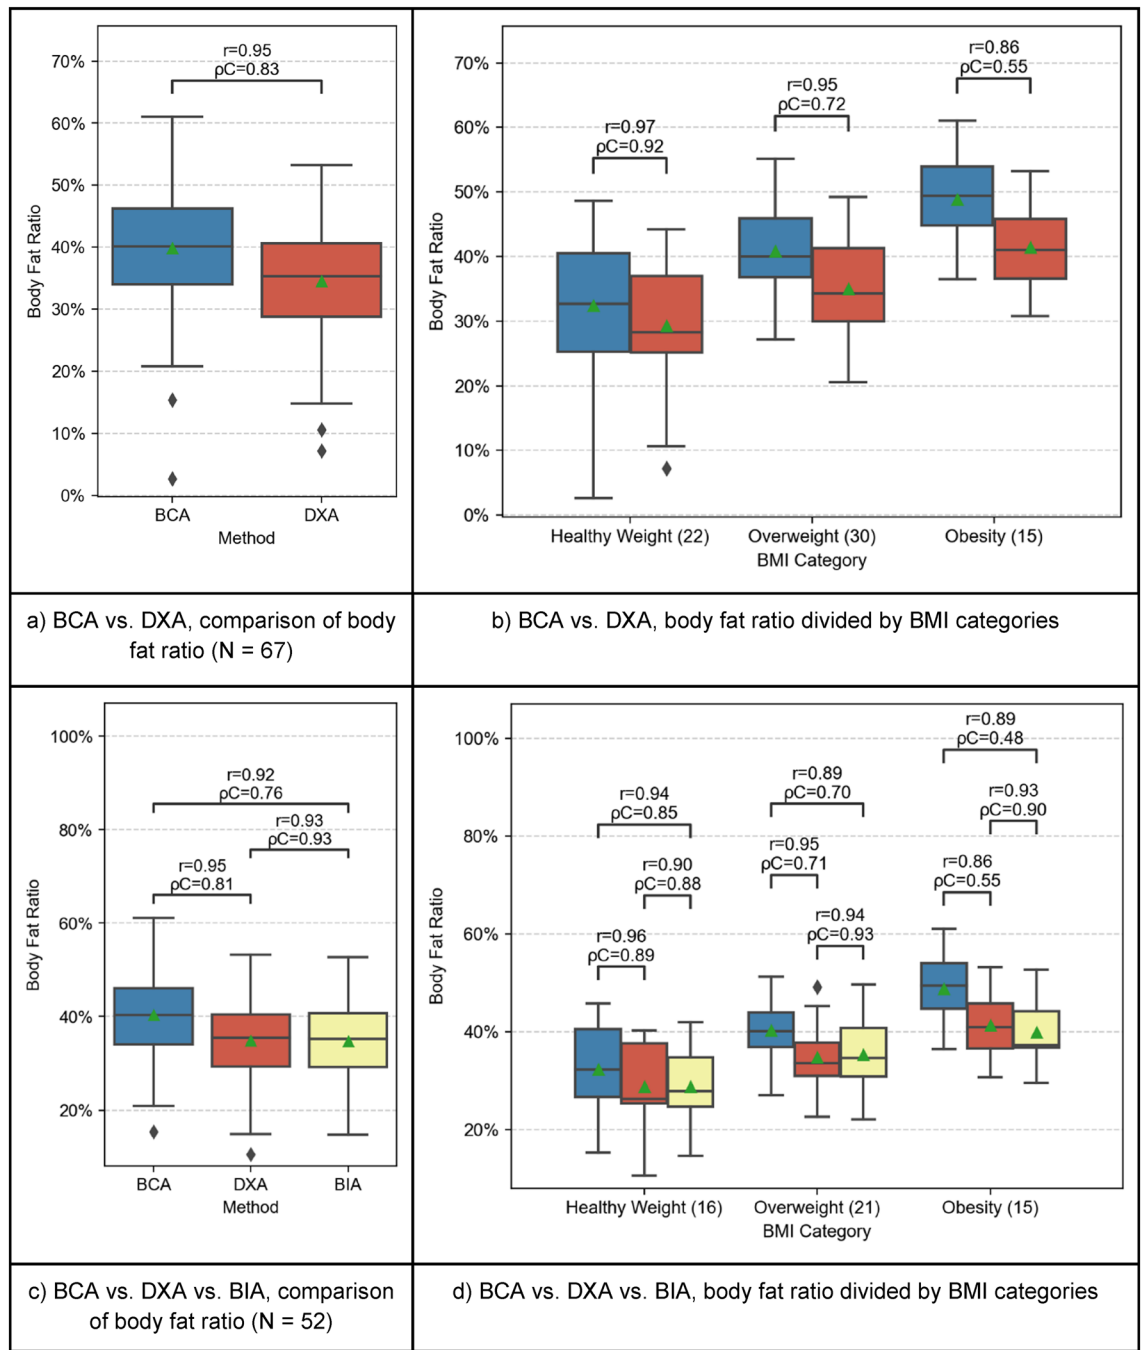 r=0.95
ρC=0.83
70%
60%
50%
40%
30%
20%
10%
0%
Body Fat Ratio
BCA
DXA
Method
r=0.97
ρC=0.92
r=0.95
ρC=0.72
r=0.86
ρC=0.55
70%
60%
50%
40%
30%
20%
10%
0%
Body Fat Ratio
Healthy Weight (22)
Overweight (30)
Obesity (15)
BMI Category
a) BCA vs. DXA, comparison of body
fat ratio (N = 67)
b) BCA vs. DXA, body fat ratio divided by BMI categories
100%
80%
60%
40%
20%
Body Fat Ratio
r=0.92
ρC=0.76
r=0.93
ρC=0.93
r=0.95
ρC=0.81
BCA
DXA
BIA
Method
100%
80%
60%
40%
20%
Body Fat Ratio
r=0.94
ρC=0.85
r=0.90
ρC=0.88
r=0.96
ρC=0.89
r=0.89
ρC=0.70
r=0.95
ρC=0.71
r=0.94
ρC=0.93
r=0.89
ρC=0.48
r=0.93
ρC=0.90
r=0.86
ρC=0.55
Healthy Weight (16)
Overweight (21)
Obesity (15)
BMI Category
c) BCA vs. DXA vs. BIA, comparison
of body fat ratio (N = 52)
d) BCA vs. DXA vs. BIA, body fat ratio divided by BMI categories